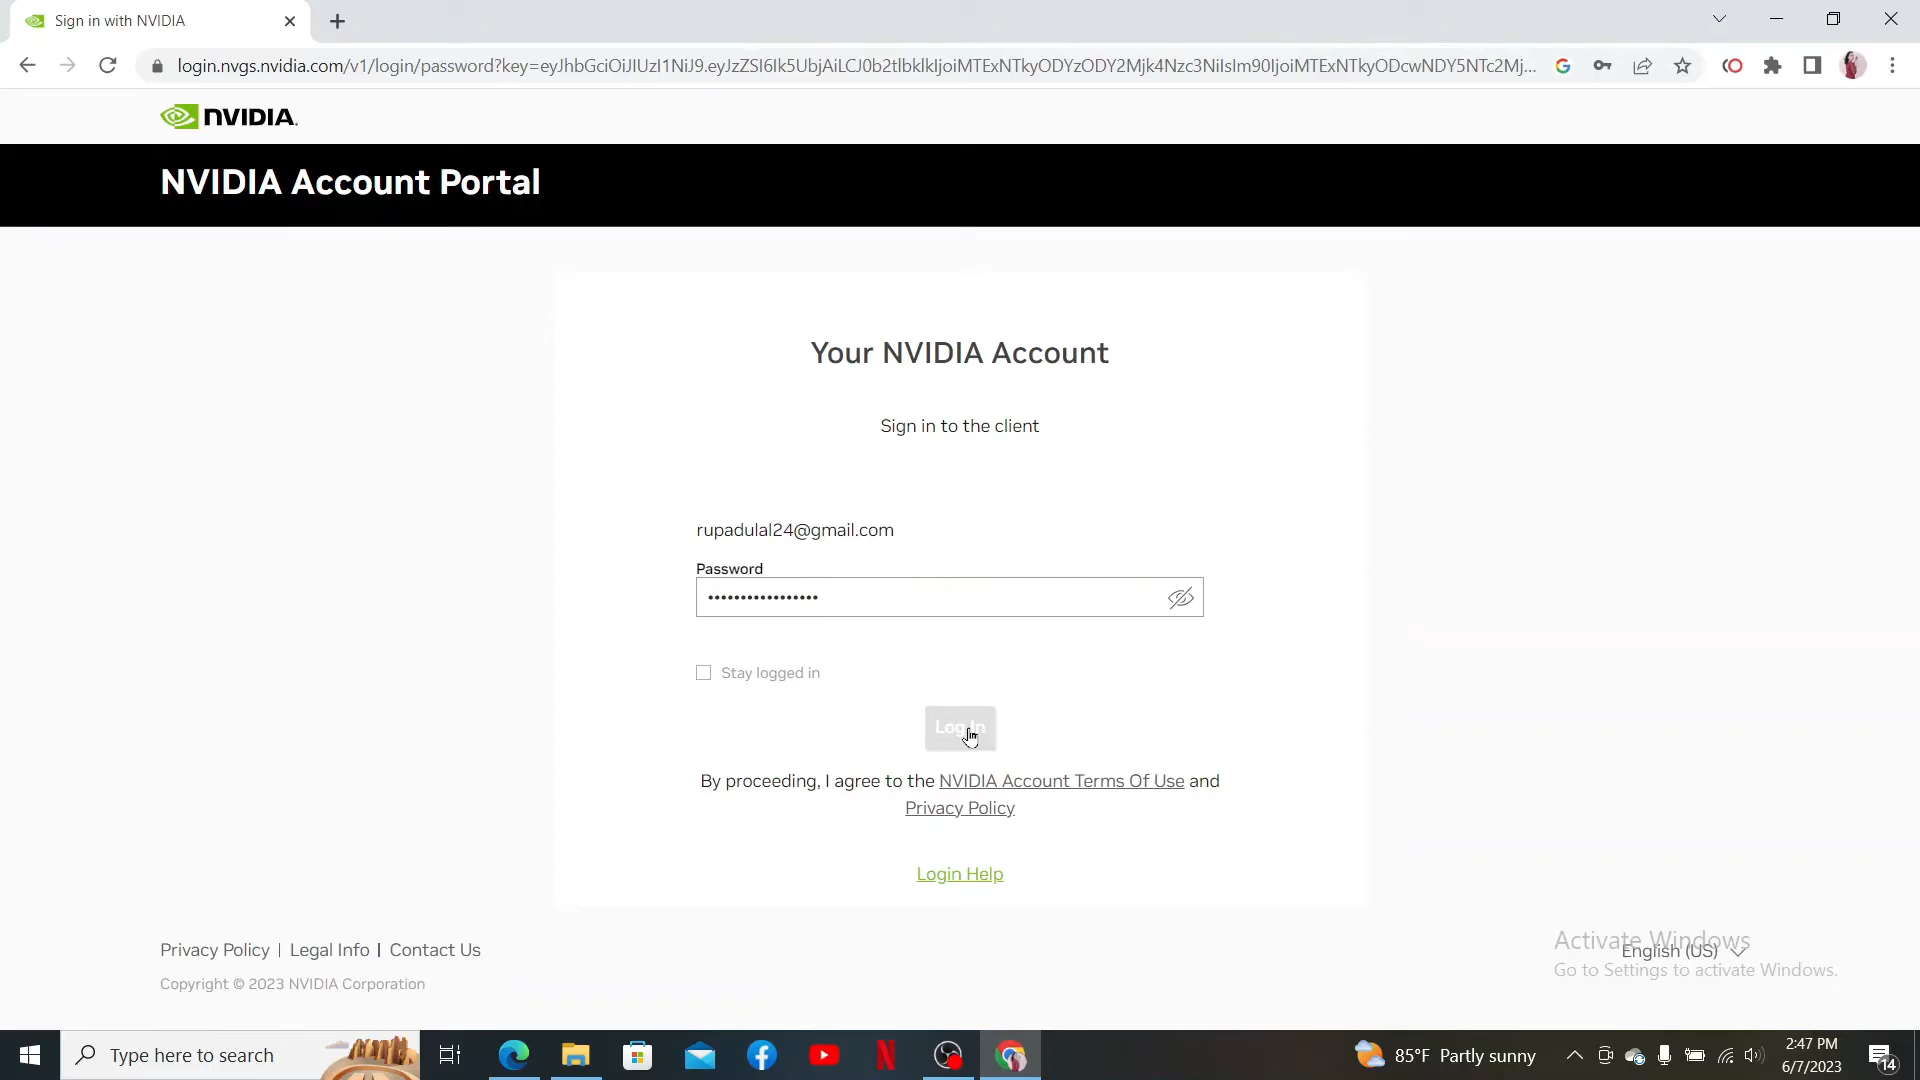 Sign in with NVIDIA
login.nvgs.nvidia.com/v1/login/password?key=eyJhbGciOiJIUzI1NiJ9.eyJzZSI6Ik5UbjAiLCJ0b2tlbklkIjoiMTExNTkyODYzODY2Mjk4Nzc3NiIsIm90IjoiMTExNTkyODcwNDY5NTc2Mj...
NVIDIA.
NVIDIA Account Portal
Your NVIDIA Account
Sign in to the client
rupadulal24@gmail.com
Password
•••••••••••••••••
Stay logged in
Log In
By proceeding, I agree to the NVIDIA Account Terms Of Use and
Privacy Policy
Login Help
Privacy Policy | Legal Info | Contact Us
Copyright © 2023 NVIDIA Corporation
English (US)
Activate Windows
Go to Settings to activate Windows.
Type here to search
85°F Partly sunny
2:47 PM
6/7/2023
14